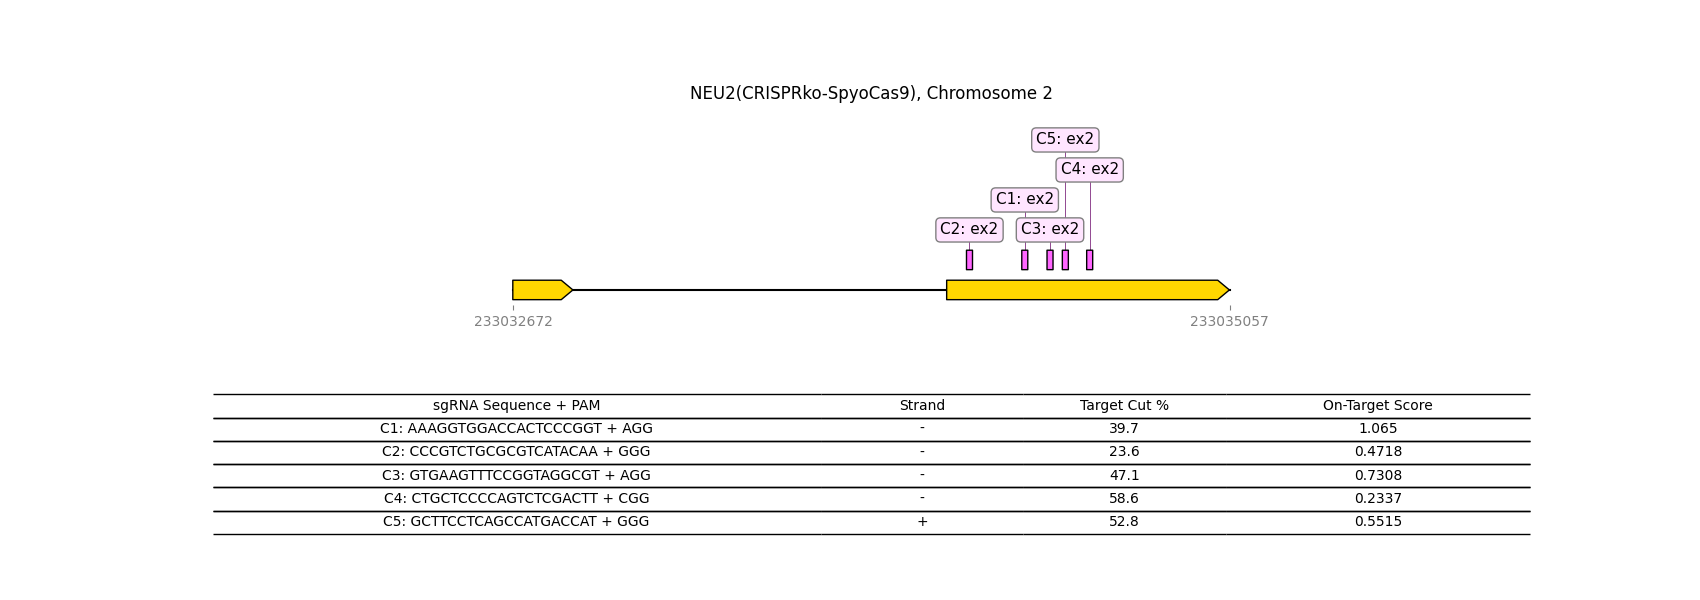 NEU2(CRISPRko-SpyoCas9), Chromosome 2
C5: ex2
C4: ex2
C1: ex2
C2: ex2 C3: ex2
233032672 233035057
sgRNA Sequence + PAM Strand Target Cut % On-Target Score
C1: AAAGGTGGACCACTCCCGGT + AGG - 39.7 1.065
C2: CCCGTCTGCGCGTCATACAA + GGG - 23.6 0.4718
C3: GTGAAGTTTCCGGTAGGCGT + AGG - 47.1 0.7308
C4: CTGCTCCCCAGTCTCGACTT + CGG - 58.6 0.2337
C5: GCTTCCTCAGCCATGACCAT + GGG + 52.8 0.5515